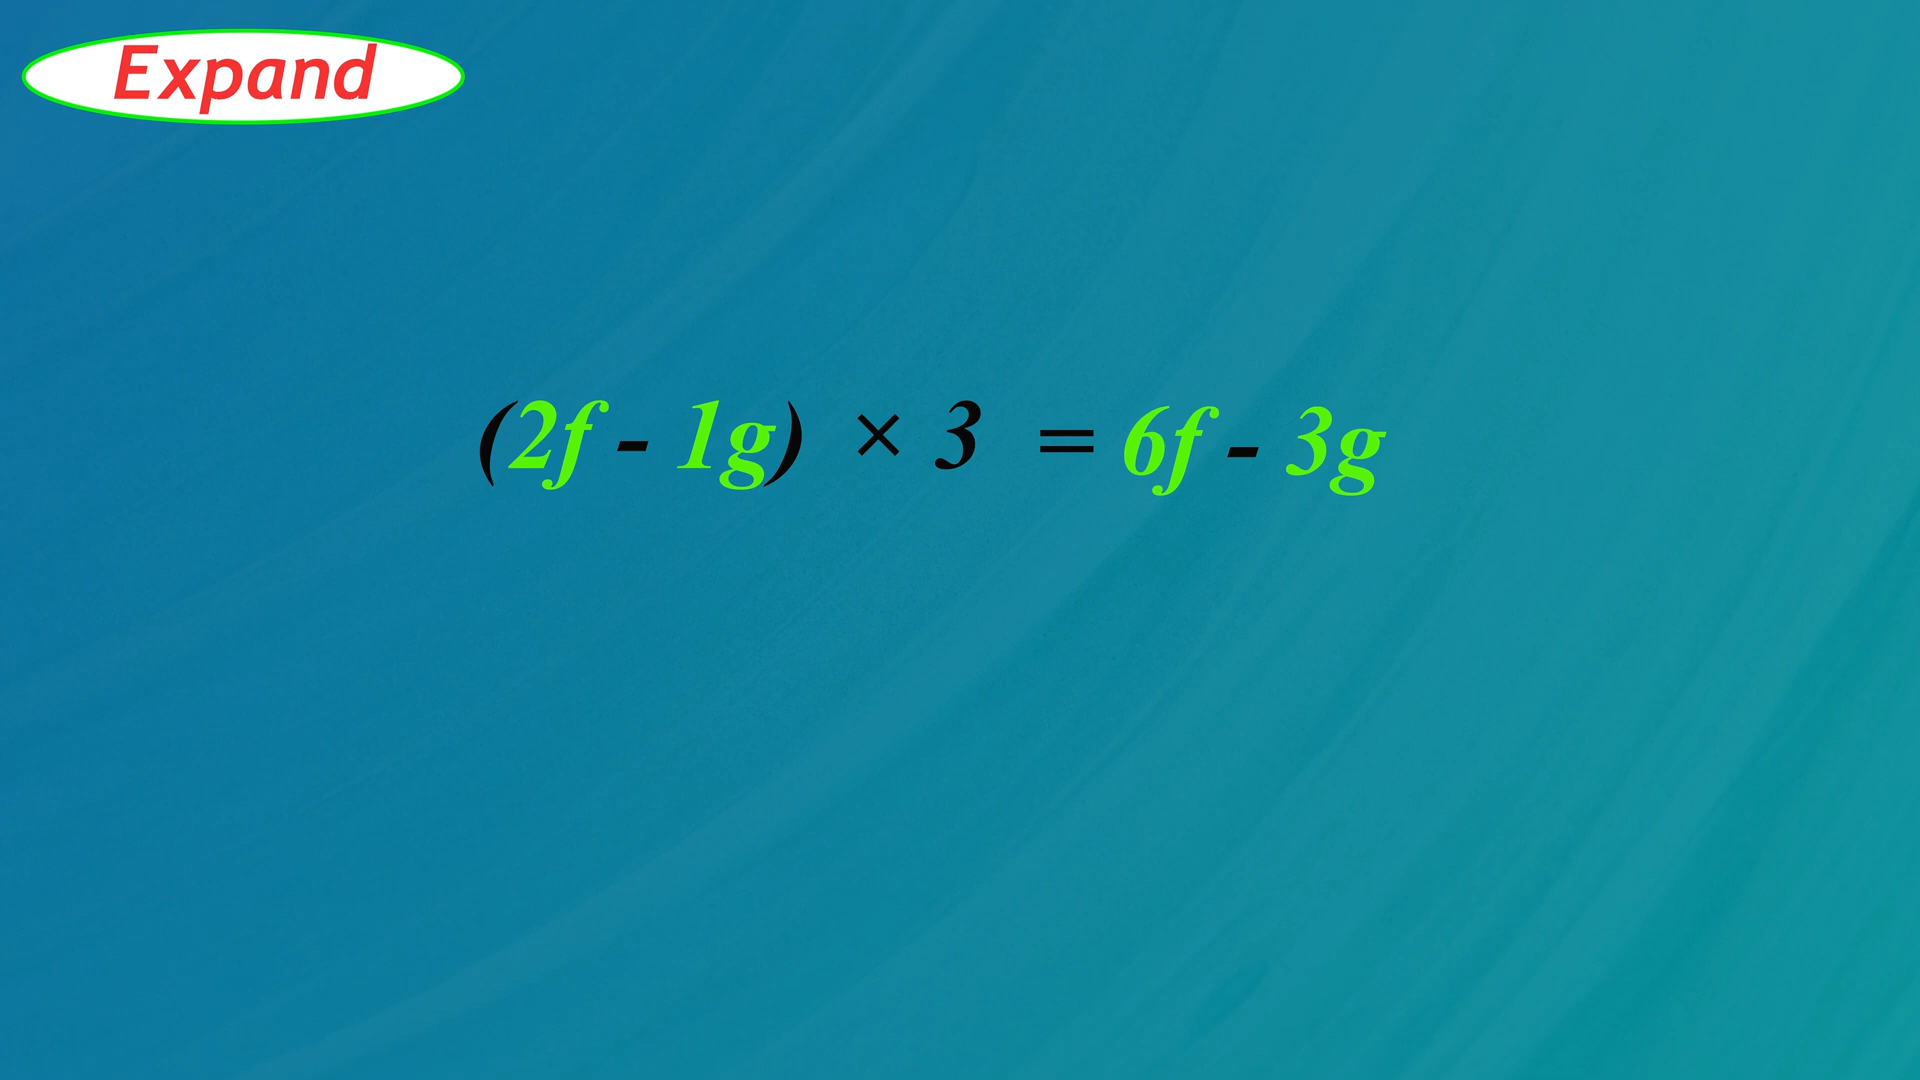 Expand
(2f - 1g) × 3 = 6f - 3g